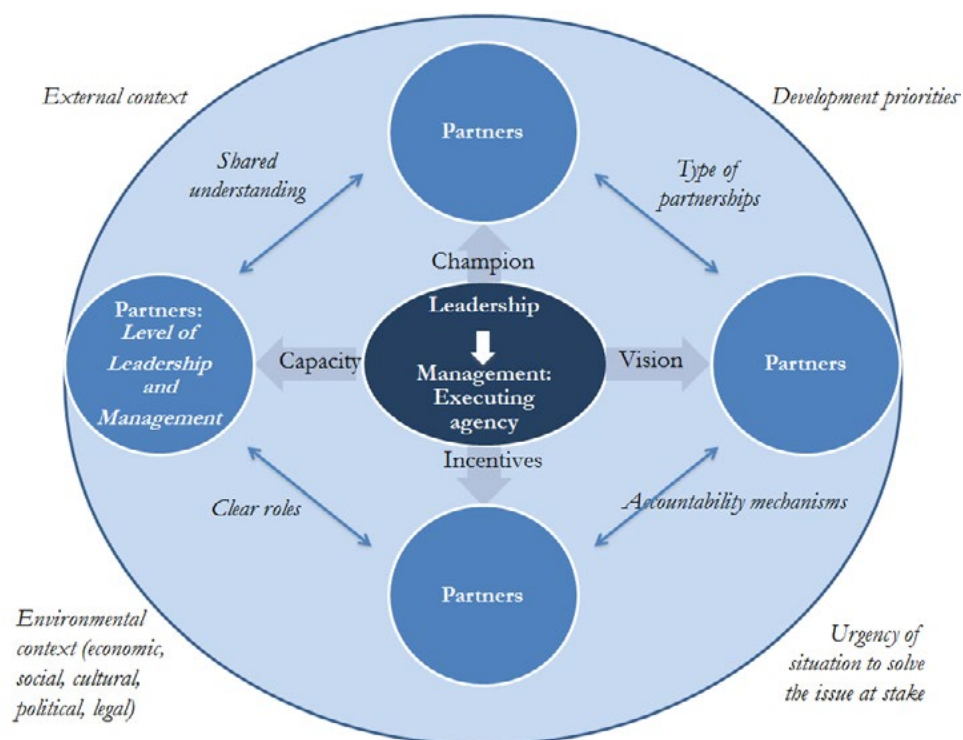 External context
Development priorities
Partners
Shared
understanding
Type of
partnerships
Champion
Partners:
Level of
Leadership
and
Management
Capacity
Leadership
Management:
Executing
agency
Vision
Partners
Incentives
Clear roles
Accountability mechanisms
Partners
Environmental
context (economic,
social, cultural,
political, legal)
Urgency of
situation to solve
the issue at stake